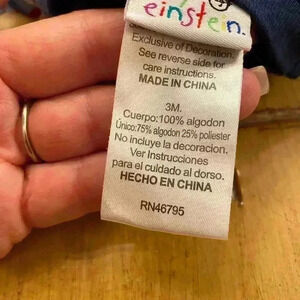 einstein.
Exclusive of Decoration.
See reverse side for
care instructions.
MADE IN CHINA
3M.
Cuerpo:100% algodon
Único:75% algodon 25% poliester
No incluye la decoracion.
Ver Instrucciones
para el cuidado al dorso.
HECHO EN CHINA
RN46795